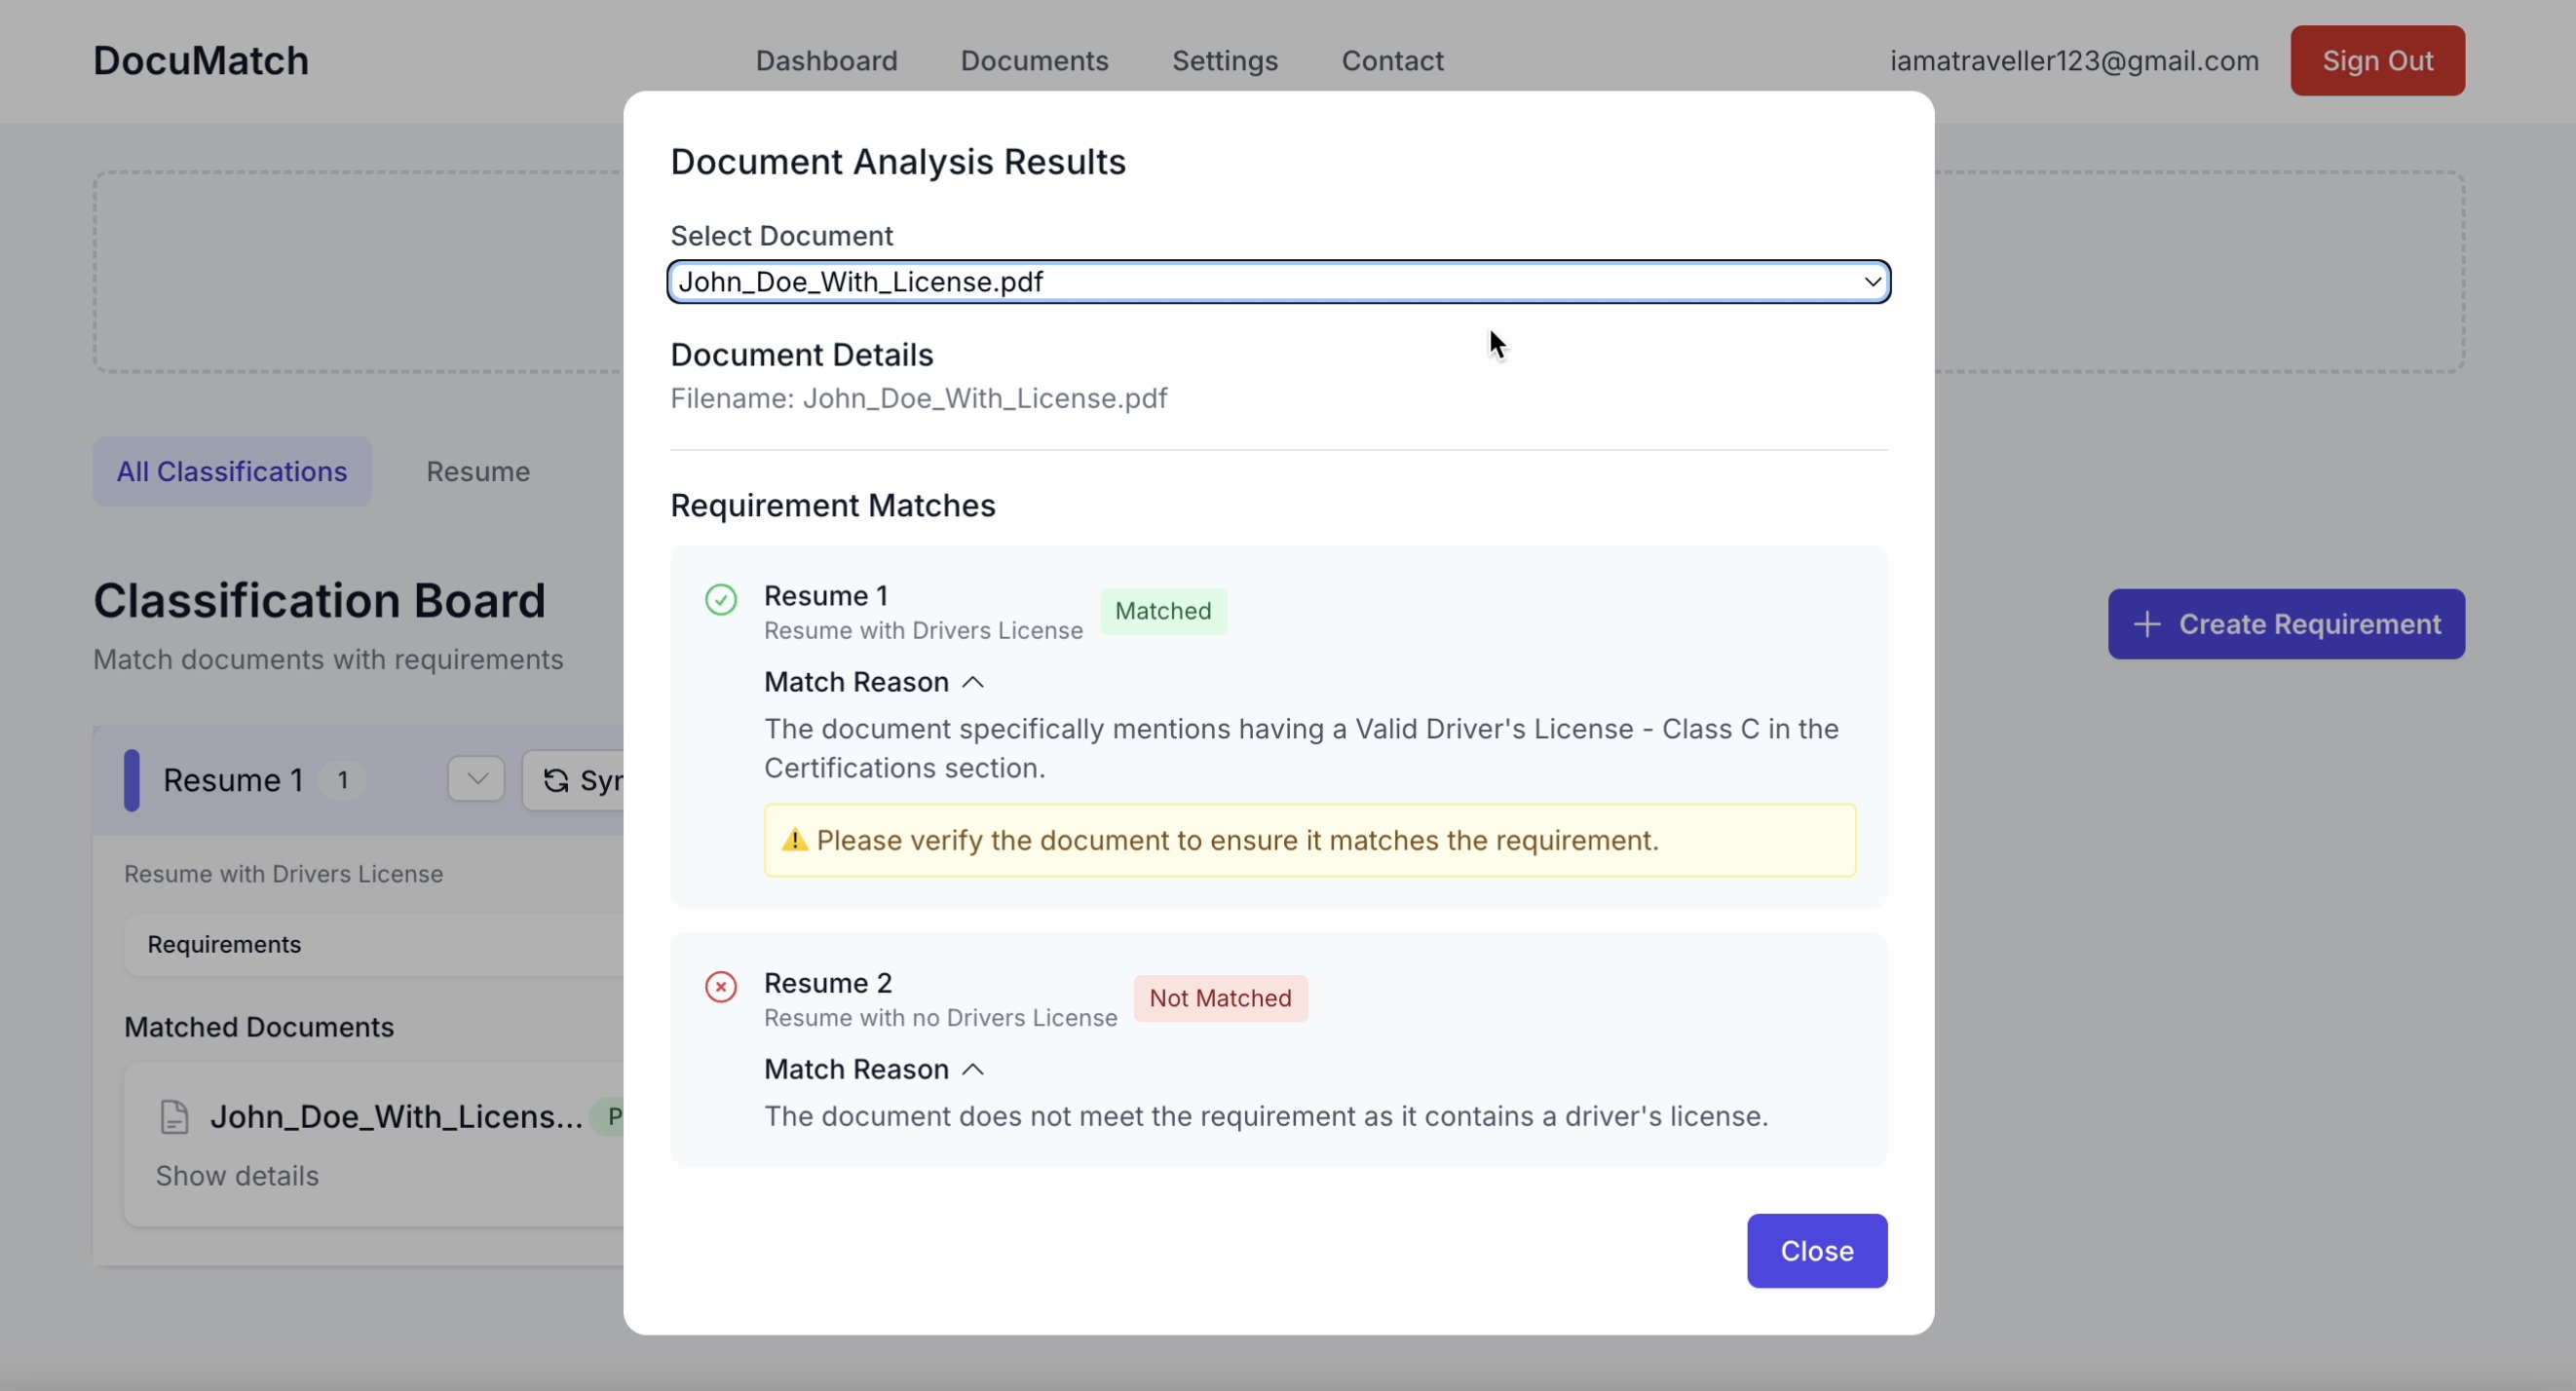 DocuMatch
Dashboard
Documents
Settings
Contact
iamatraveller123@gmail.com
Sign Out
Document Analysis Results
Select Document
John_Doe_With_License.pdf
Document Details
Filename: John_Doe_With_License.pdf
Requirement Matches
Resume 1
Resume with Drivers License
Matched
Match Reason
The document specifically mentions having a Valid Driver's License - Class C in the
Certifications section.
Please verify the document to ensure it matches the requirement.
Resume 2
Resume with no Drivers License
Not Matched
Match Reason
The document does not meet the requirement as it contains a driver's license.
Close
All Classifications
Resume
Classification Board
Match documents with requirements
Create Requirement
Resume 1
1
Resume with Drivers License
Requirements
Matched Documents
John_Doe_With_Licens...
Show details